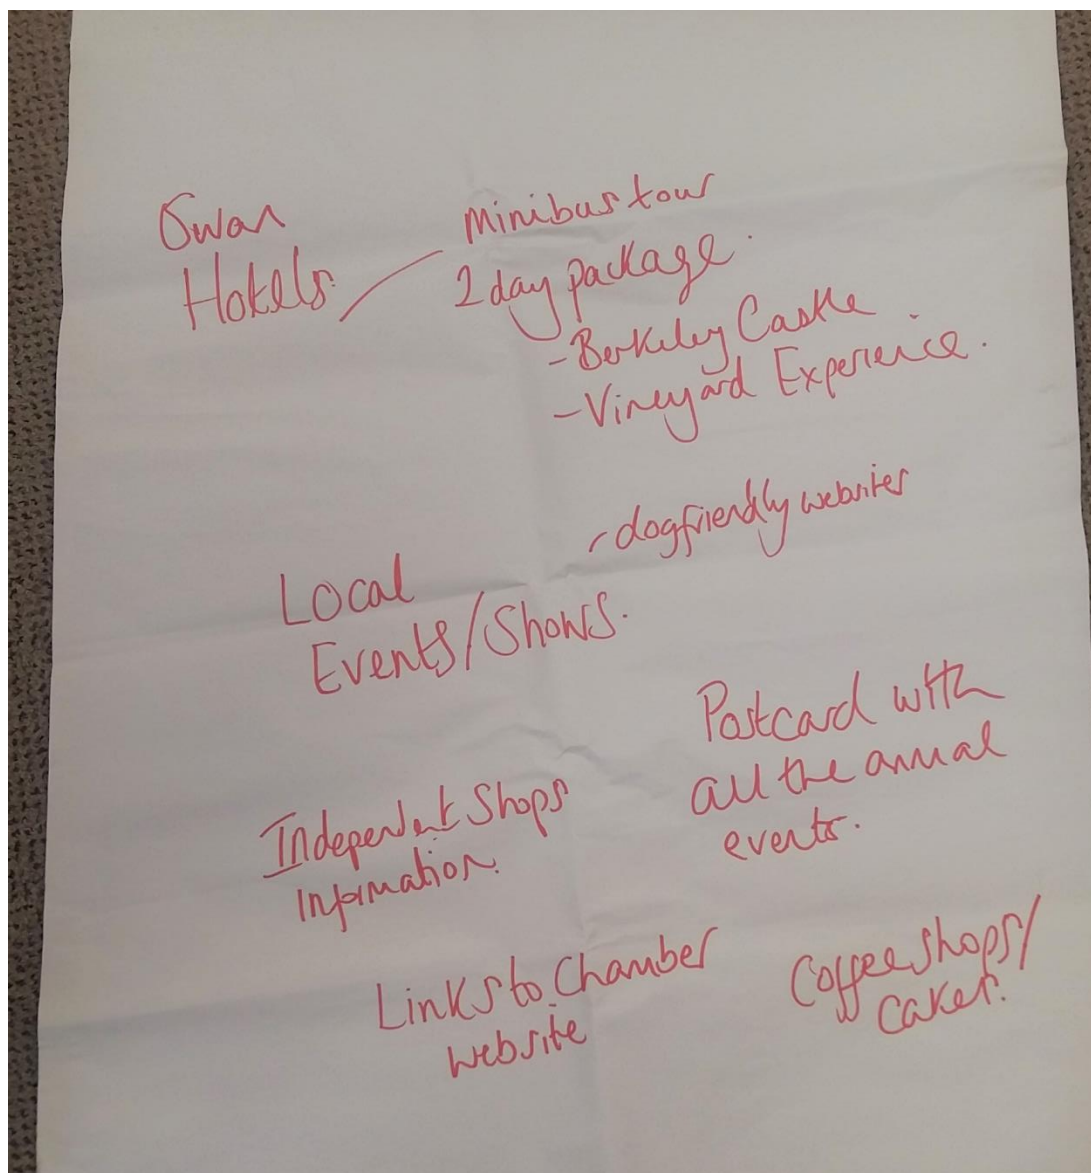 Swan
Hotels.
Minibus tour
2 day package.
- Berkeley Castle
- Vineyard Experience.
- dogfriendly websites
Local
Events/Shows.
Postcard with
all the annual
events.
Independent Shops
Information.
Links to Chamber
website
Coffee shops/
cakes.